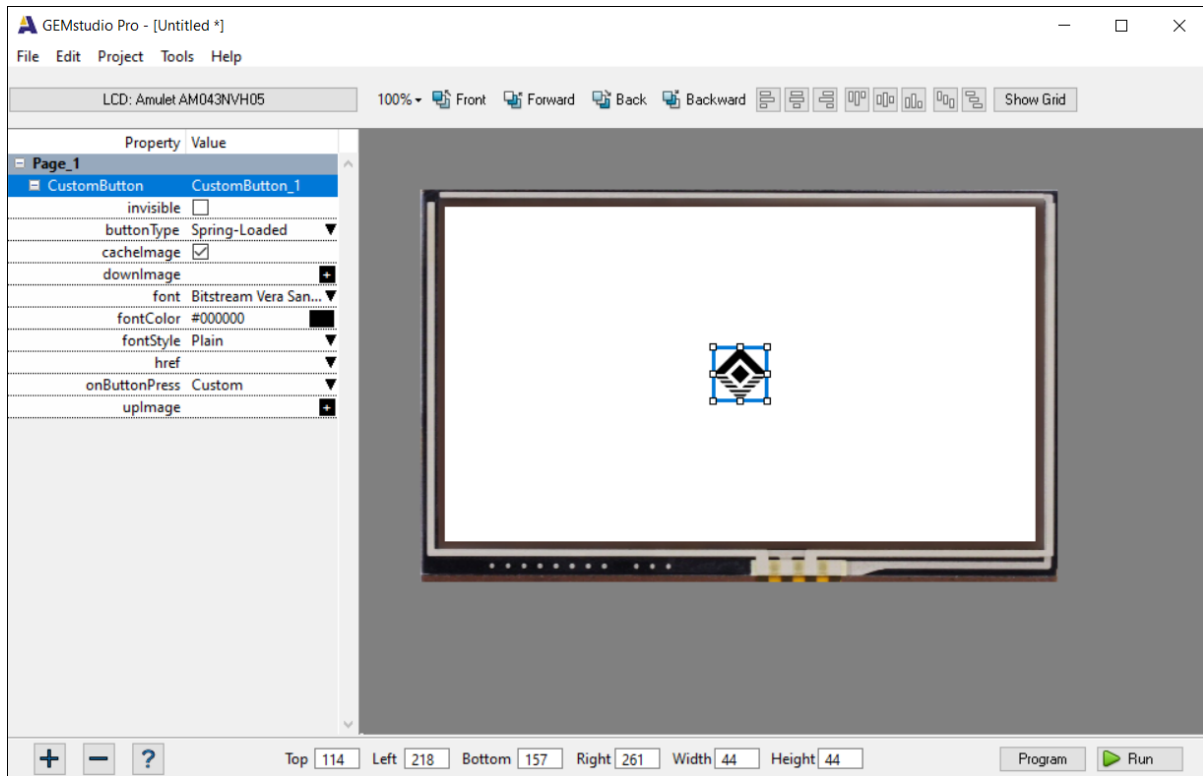 GEMstudio Pro - [Untitled *]
File Edit Project Tools Help
LCD: Amulet AM043NVH05 100% Front Forward Back Backward Show Grid
Property Value
Page_1
CustomButton CustomButton_1
invisible
buttonType Spring-Loaded
cacheImage
downImage
font Bitstream Vera San...
fontColor #000000
fontStyle Plain
href
onButtonPress Custom
upImage
Top 114 Left 218 Bottom 157 Right 261 Width 44 Height 44 Program Run